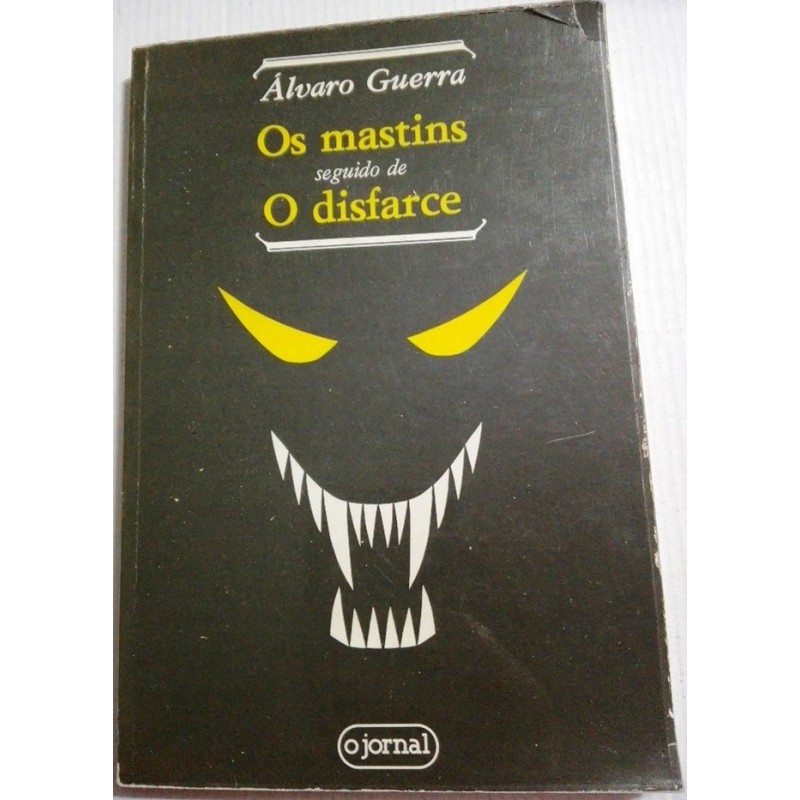 Álvaro Guerra
Os mastins
seguido de
O disfarce
o jornal